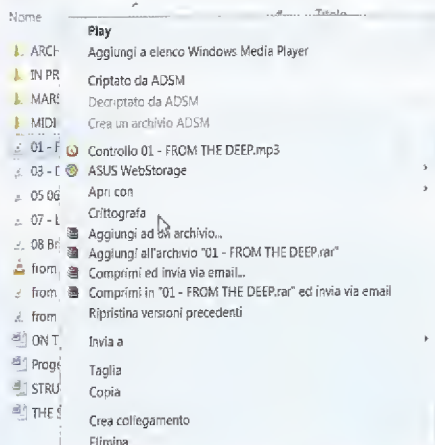 Nome
Titolo
Play
ARCH
Aggiungi a elenco Windows Media Player
IN PR
Criptato da ADSM
MARS
Decriptato da ADSM
MIDI
Crea un archivio ADSM
01 - F
Controllo 01 - FROM THE DEEP.mp3
03 -
ASUS WebStorage
05 06
Apri con
07 -
Crittografa
08 Br
Aggiungi ad un archivio...
Aggiungi all'archivio "01 - FROM THE DEEP.rar"
from
Comprimi ed invia via email...
from
Comprimi in "01 - FROM THE DEEP.rar" ed invia via email
from
Ripristina versioni precedenti
ON T
Invia a
Proge
Taglia
STRU
Copia
THE S
Crea collegamento
Elimina